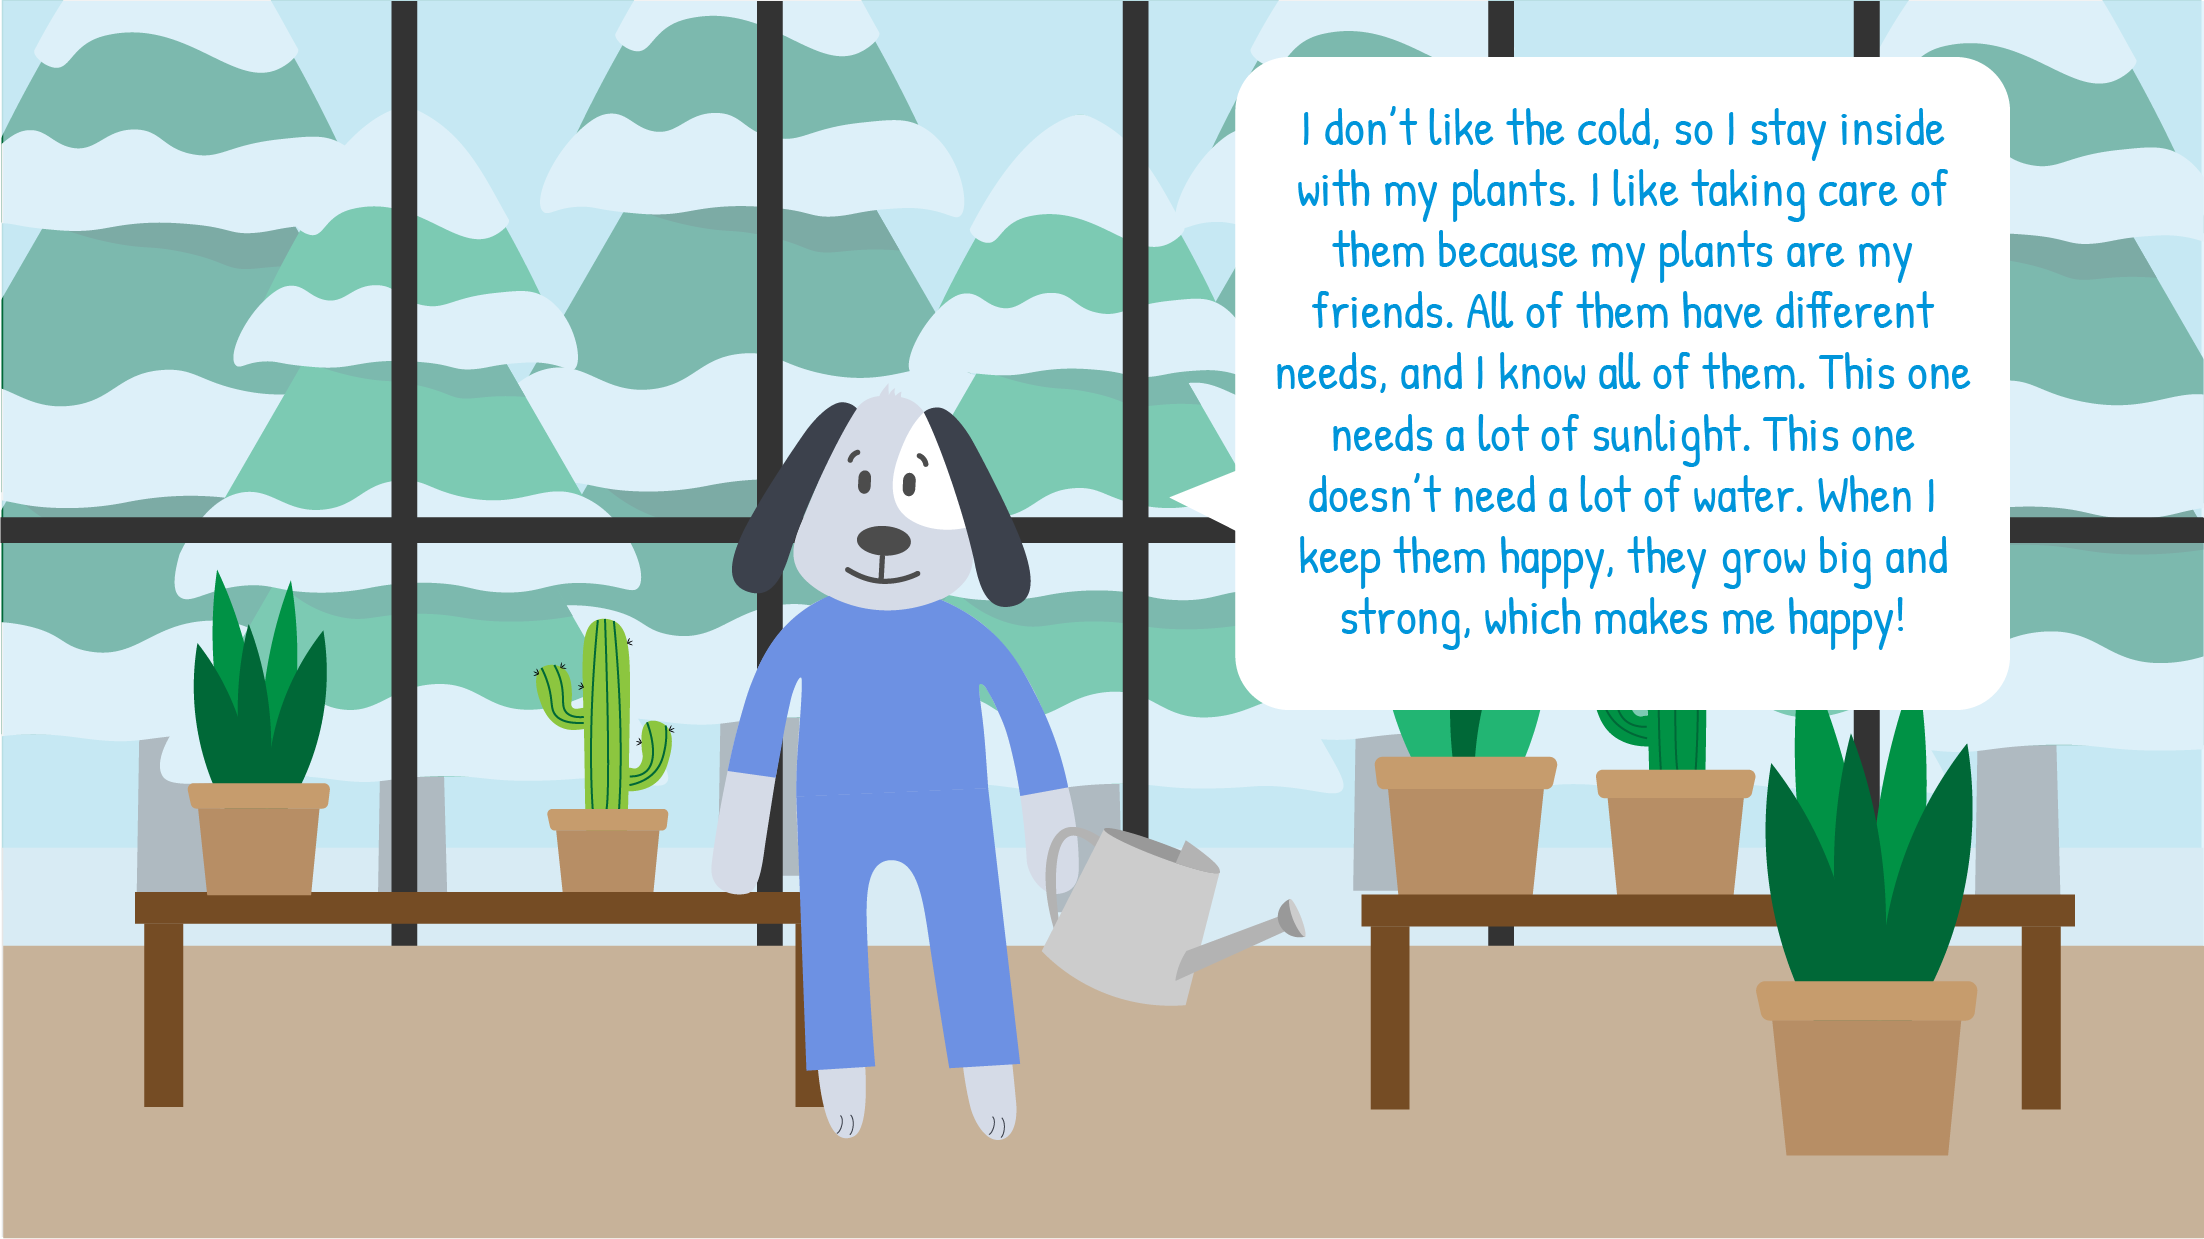 I don't like the cold, so I stay inside
with my plants. I like taking care of
them because my plants are my
friends. All of them have different
needs, and I know all of them. This one
needs a lot of sunlight. This one
doesn't need a lot of water. When I
keep them happy, they grow big and
strong, which makes me happy!